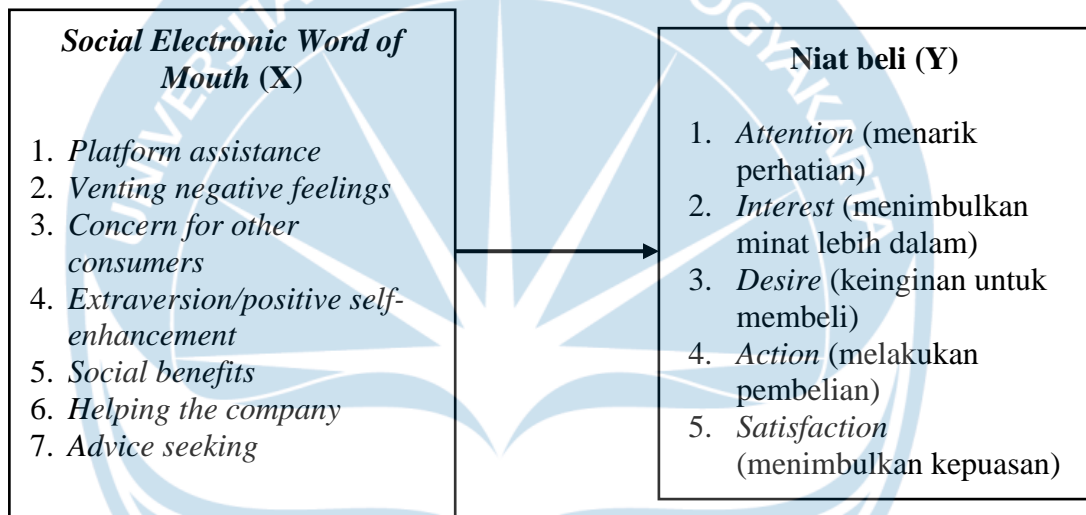 Social Electronic Word of
Mouth (X)
1. Platform assistance
2. Venting negative feelings
3. Concern for other
consumers
4. Extraversion/positive self-
enhancement
5. Social benefits
6. Helping the company
7. Advice seeking
Niat beli (Y)
1. Attention (menarik
perhatian)
2. Interest (menimbulkan
minat lebih dalam)
3. Desire (keinginan untuk
membeli)
4. Action (melakukan
pembelian)
5. Satisfaction
(menimbulkan kepuasan)